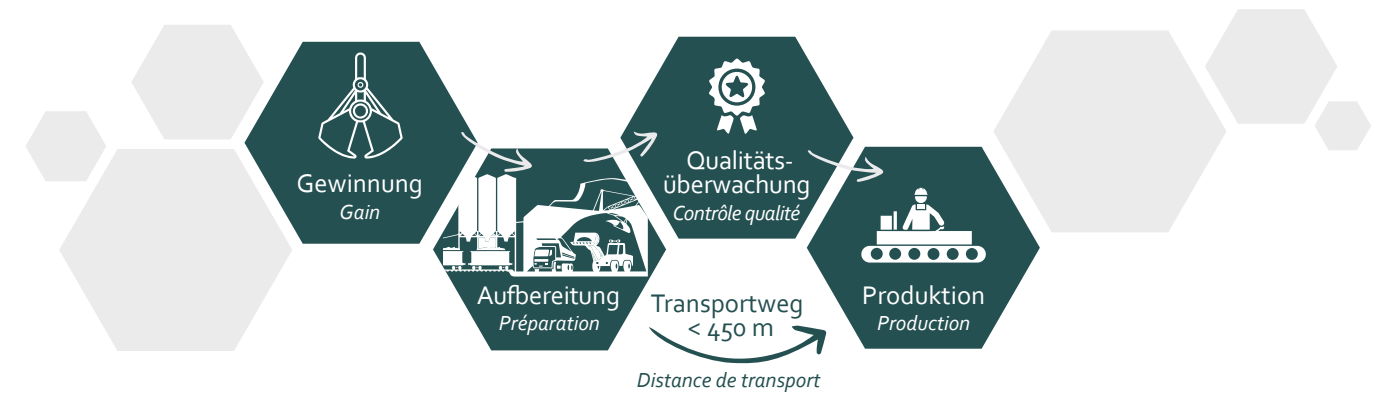 Gewinnung
Gain
Aufbereitung
Préparation
Qualitäts-
überwachung
Contrôle qualité
Produktion
Production
Transportweg
< 450 m
Distance de transport